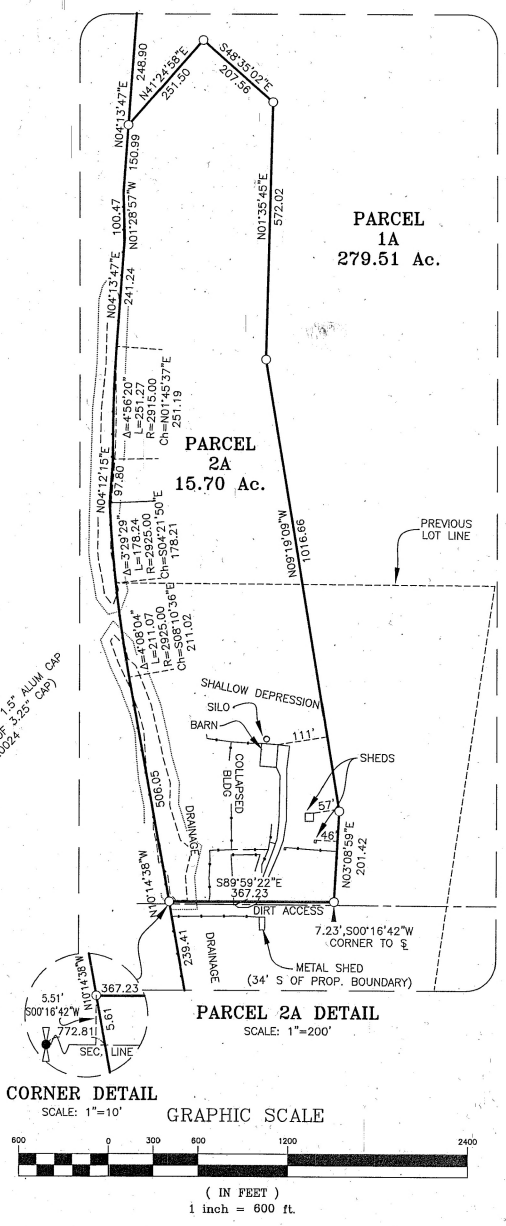 248.90
N04°13'47"E
N41°24'58"E
251.50
S48°35'02"E
207.56
150.99
100.47
N01°28'57"W
N01°35'45"E
572.02
PARCEL
1A
279.51 Ac.
N04°13'47"E
241.24
Δ=4°56'20"
L=251.27
R=2915.00
Ch=N01°45'37"E
251.19
PARCEL
2A
15.70 Ac.
N04°12'15"E
97.80
N09°19'09"W
1016.66
PREVIOUS
LOT LINE
Δ=3°29'29"
L=178.24
R=2925.00
Ch=S04°21'50"E
178.21
Δ=4°08'04"
L=211.07
R=2925.00
Ch=S08°10'36"E
211.02
1.5" ALUM CAP
OF 3.25" CAP)
0024
SHALLOW DEPRESSION
SILO
BARN
111'
COLLAPSED
BLDG
SHEDS
57'
46'
506.05
DRAINAGE
N10°14'38"W
N03°08'59"E
201.42
S89°59'22"E
367.23
DIRT ACCESS
7.23',S00°16'42"W
CORNER TO
239.41
DRAINAGE
METAL SHED
(34' S OF PROP. BOUNDARY)
N10°14'38"W
367.23
5.51'
S00°16'42"W
772.81
5.61
SEC. LINE
PARCEL 2A DETAIL
SCALE: 1"=200'
CORNER DETAIL
SCALE: 1"=10'
GRAPHIC SCALE
600 0 300 600 1200 2400
( IN FEET )
1 inch = 600 ft.